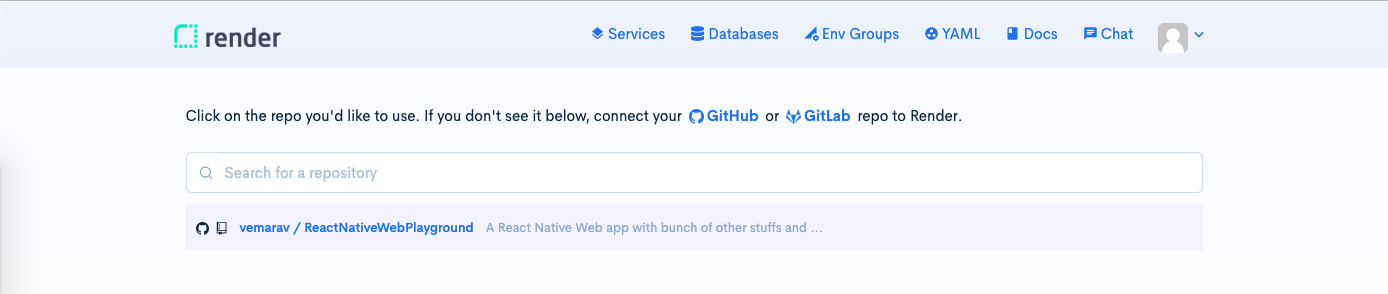 render Services Databases Env Groups YAML Docs Chat
Click on the repo you'd like to use. If you don't see it below, connect your GitHub or GitLab repo to Render.
Search for a repository
vemarav / ReactNativeWebPlayground A React Native Web app with bunch of other stuffs and ...